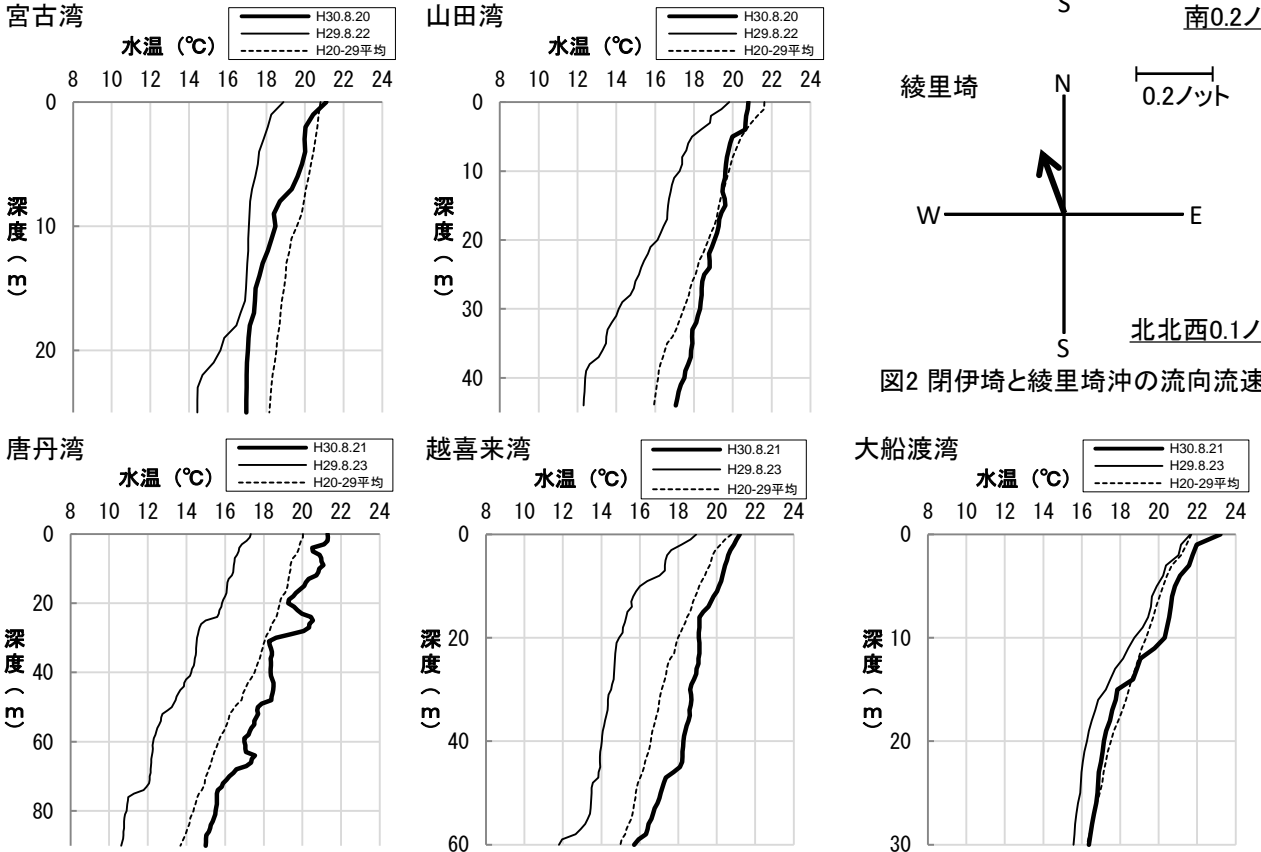 宮古湾
H30.8.20
H29.8.22
H20-29平均
水温（℃）
8 10 12 14 16 18 20 22 24
0
10
20
深度（m）
山田湾
H30.8.20
H29.8.22
H20-29平均
水温（℃）
8 10 12 14 16 18 20 22 24
0
10
20
30
40
深度（m）
S
南0.2ノ
綾里埼
0.2ノット
N
W
E
S
北北西0.1ノ
図2 閉伊埼と綾里埼沖の流向流速
唐丹湾
H30.8.21
H29.8.23
H20-29平均
水温（℃）
8 10 12 14 16 18 20 22 24
0
20
40
60
80
深度（m）
越喜来湾
H30.8.21
H29.8.23
H20-29平均
水温（℃）
8 10 12 14 16 18 20 22 24
0
20
40
60
深度（m）
大船渡湾
H30.8.21
H29.8.23
H20-29平均
水温（℃）
8 10 12 14 16 18 20 22 24
0
10
20
30
深度（m）